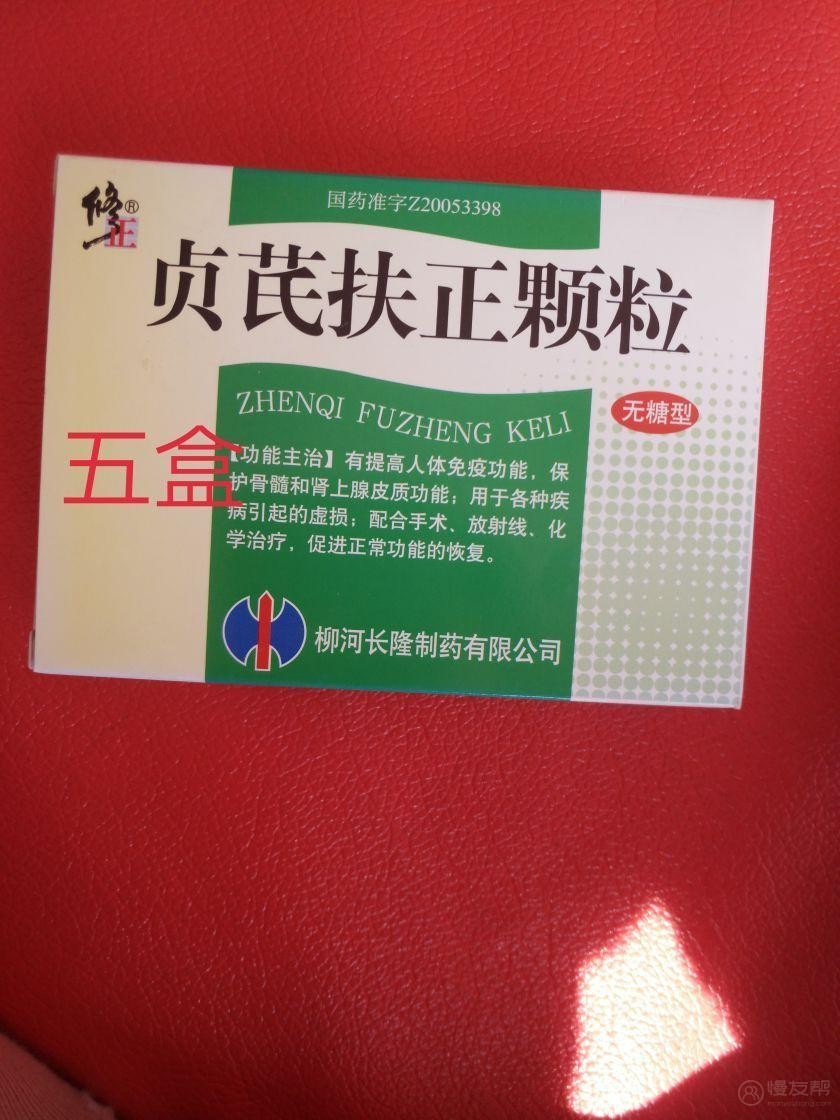 修正®
国药准字Z20053398
贞芪扶正颗粒
ZHENQI FUZHENG KELI
无糖型
五盒
【功能主治】有提高人体免疫功能，保
护骨髓和肾上腺皮质功能；用于各种疾
病引起的虚损；配合手术、放射线、化
学治疗，促进正常功能的恢复。
柳河长隆制药有限公司
慢友帮